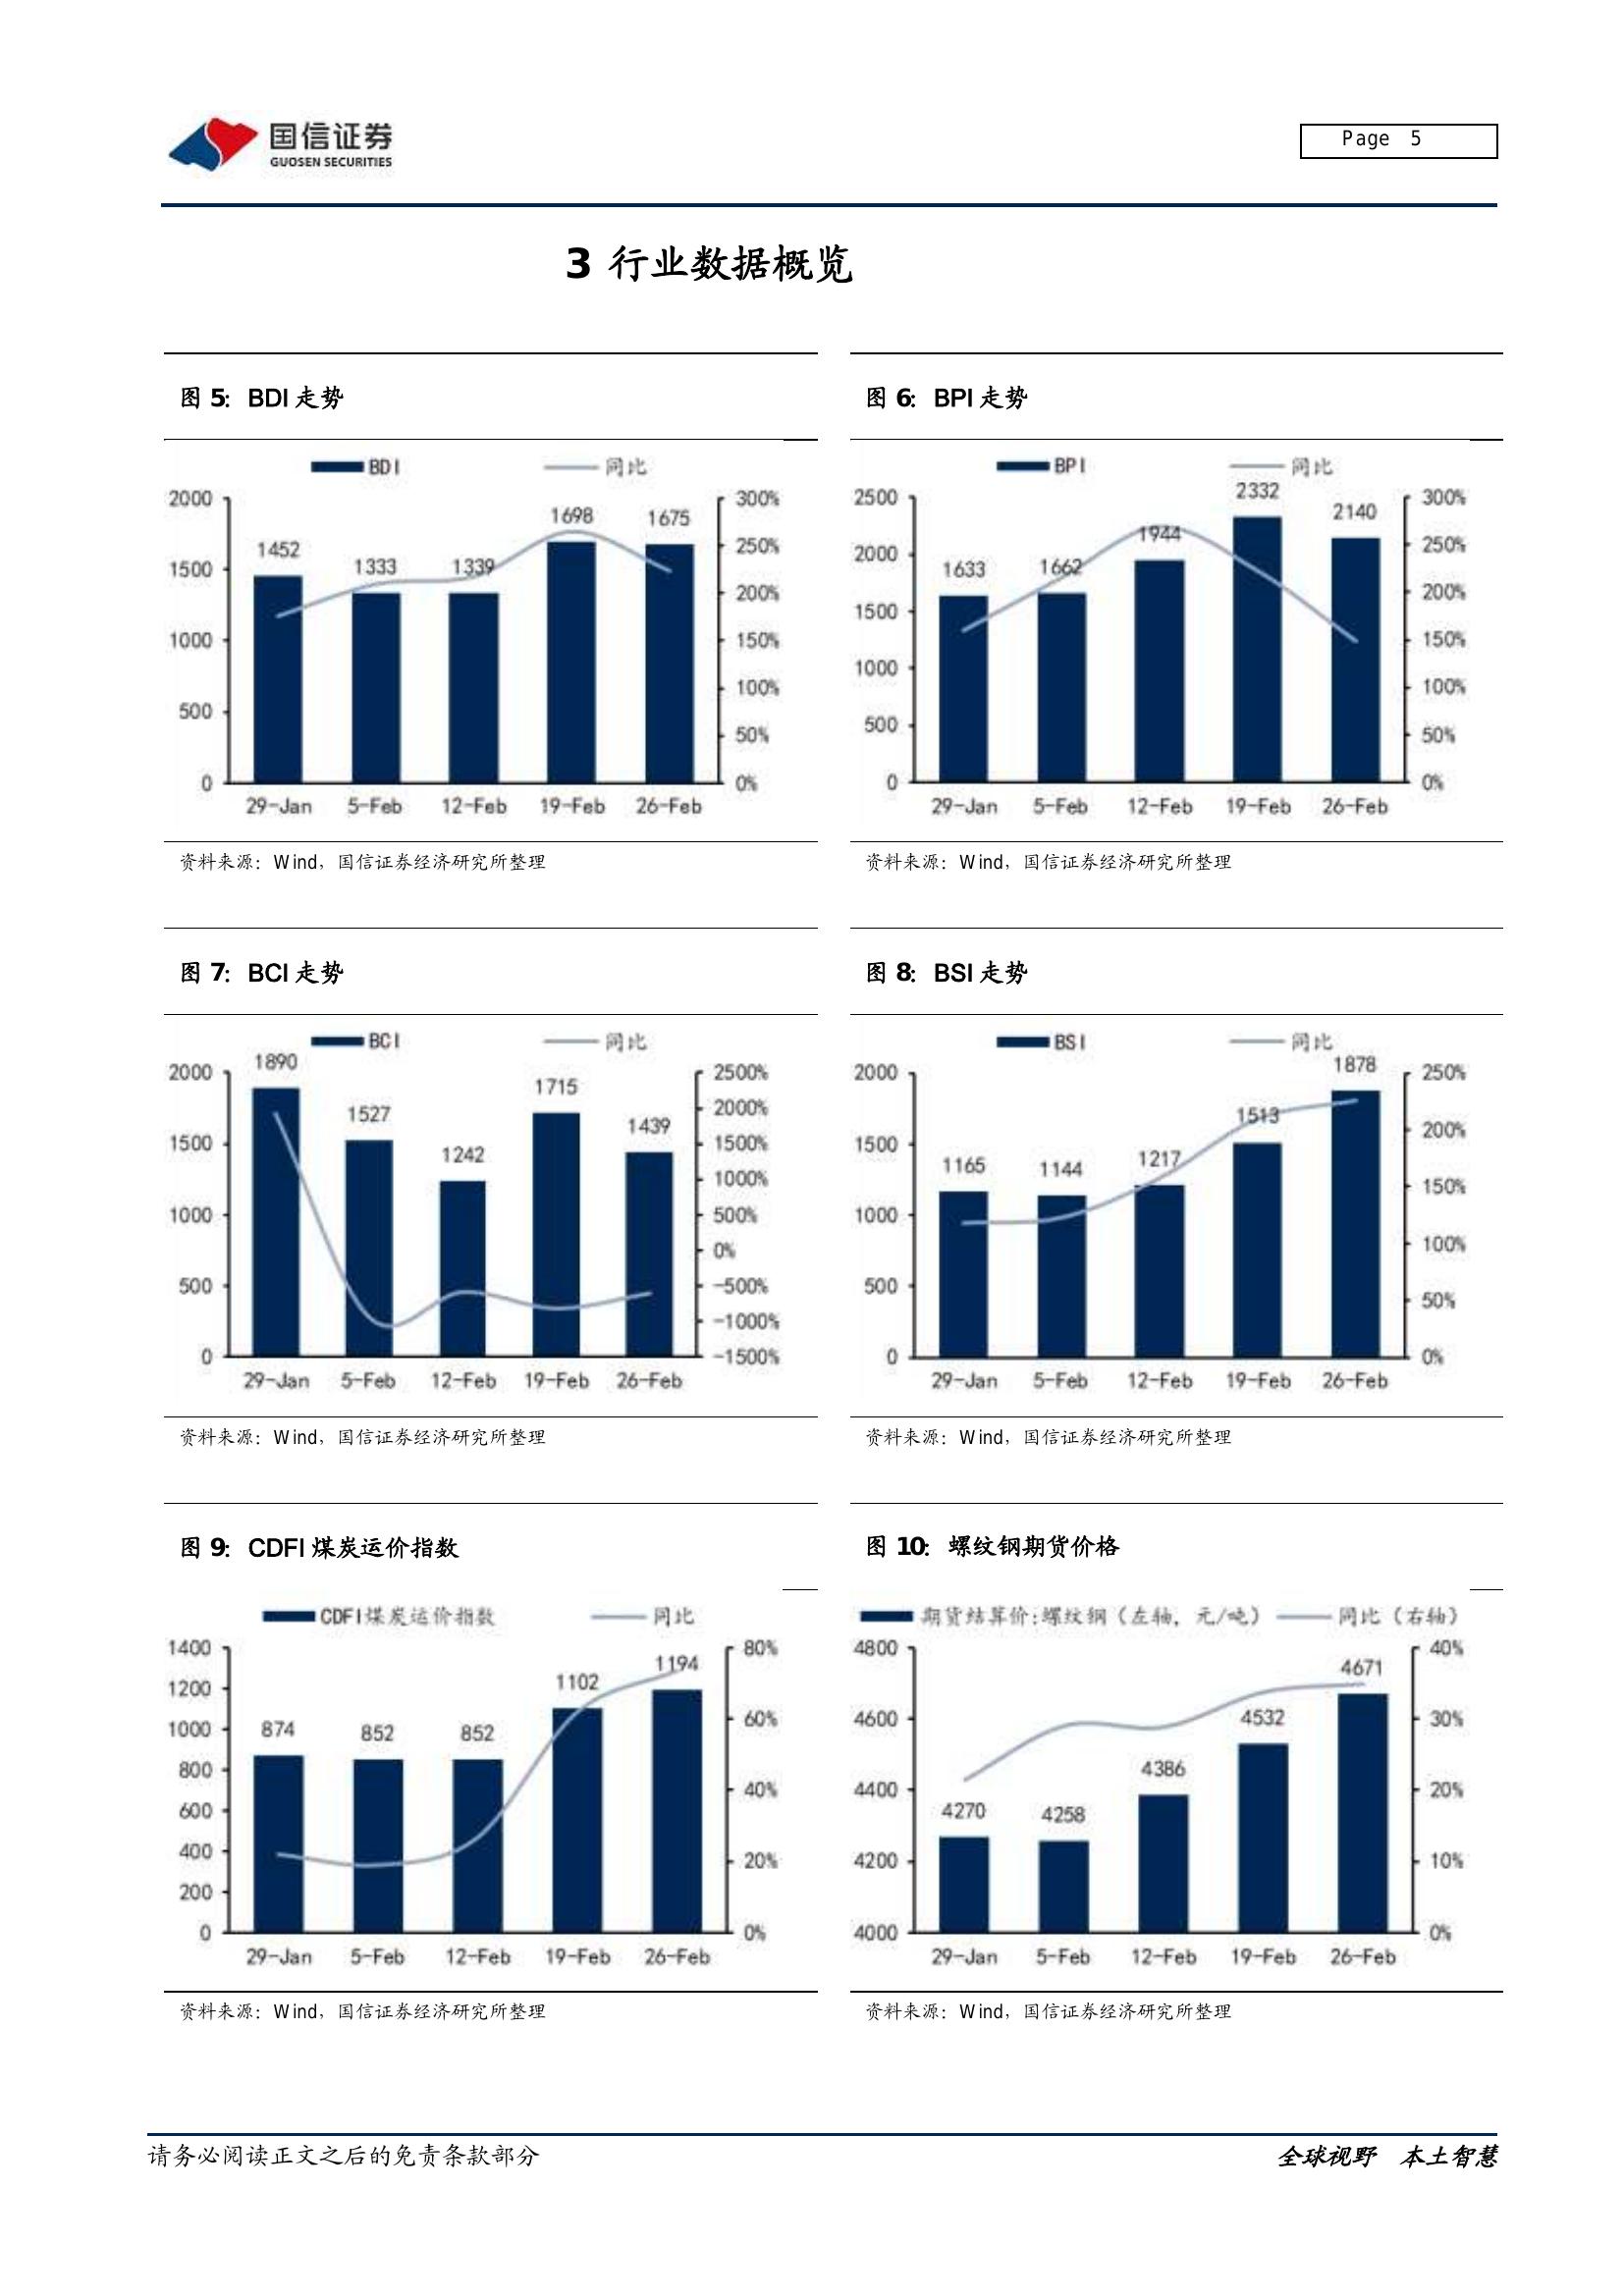 国信证券
GUOSEN SECURITIES
Page 5
3 行业数据概览
图 5: BDI 走势
BDI 同比
2000
1500
1000
500
0
300%
250%
200%
150%
100%
50%
0%
1452 1333 1339 1698 1675
29-Jan 5-Feb 12-Feb 19-Feb 26-Feb
资料来源: Wind, 国信证券经济研究所整理
图 6: BPI 走势
BPI 同比
2500
2000
1500
1000
500
0
300%
250%
200%
150%
100%
50%
0%
1633 1662 1944 2332 2140
29-Jan 5-Feb 12-Feb 19-Feb 26-Feb
资料来源: Wind, 国信证券经济研究所整理
图 7: BCI 走势
BCI 同比
2000
1500
1000
500
0
2500%
2000%
1500%
1000%
500%
0%
-500%
-1000%
-1500%
1890 1527 1242 1715 1439
29-Jan 5-Feb 12-Feb 19-Feb 26-Feb
资料来源: Wind, 国信证券经济研究所整理
图 8: BSI 走势
BSI 同比
2000
1500
1000
500
0
250%
200%
150%
100%
50%
0%
1165 1144 1217 1513 1878
29-Jan 5-Feb 12-Feb 19-Feb 26-Feb
资料来源: Wind, 国信证券经济研究所整理
图 9: CDFI 煤炭运价指数
CDFI煤炭运价指数 同比
1400
1200
1000
800
600
400
200
0
80%
60%
40%
20%
0%
874 852 852 1102 1194
29-Jan 5-Feb 12-Feb 19-Feb 26-Feb
资料来源: Wind, 国信证券经济研究所整理
图 10: 螺纹钢期货价格
期货结算价:螺纹钢（左轴，元/吨） 同比（右轴）
4800
4600
4400
4200
4000
40%
30%
20%
10%
0%
4270 4258 4386 4532 4671
29-Jan 5-Feb 12-Feb 19-Feb 26-Feb
资料来源: Wind, 国信证券经济研究所整理
请务必阅读正文之后的免责条款部分
全球视野 本土智慧